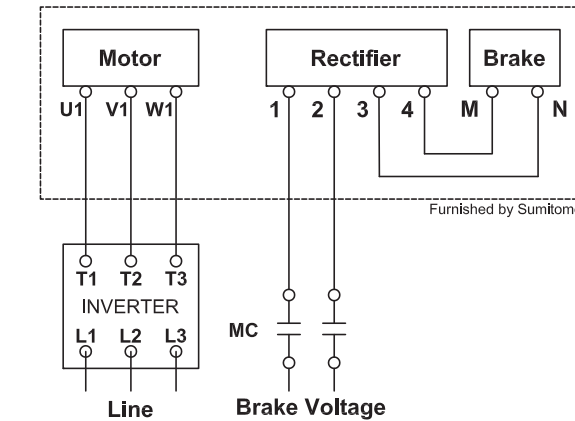 Motor Rectifier Brake
U1 V1 W1 1 2 3 4 M N
Furnished by Sumitomo
T1 T2 T3
INVERTER
L1 L2 L3
MC
Line Brake Voltage